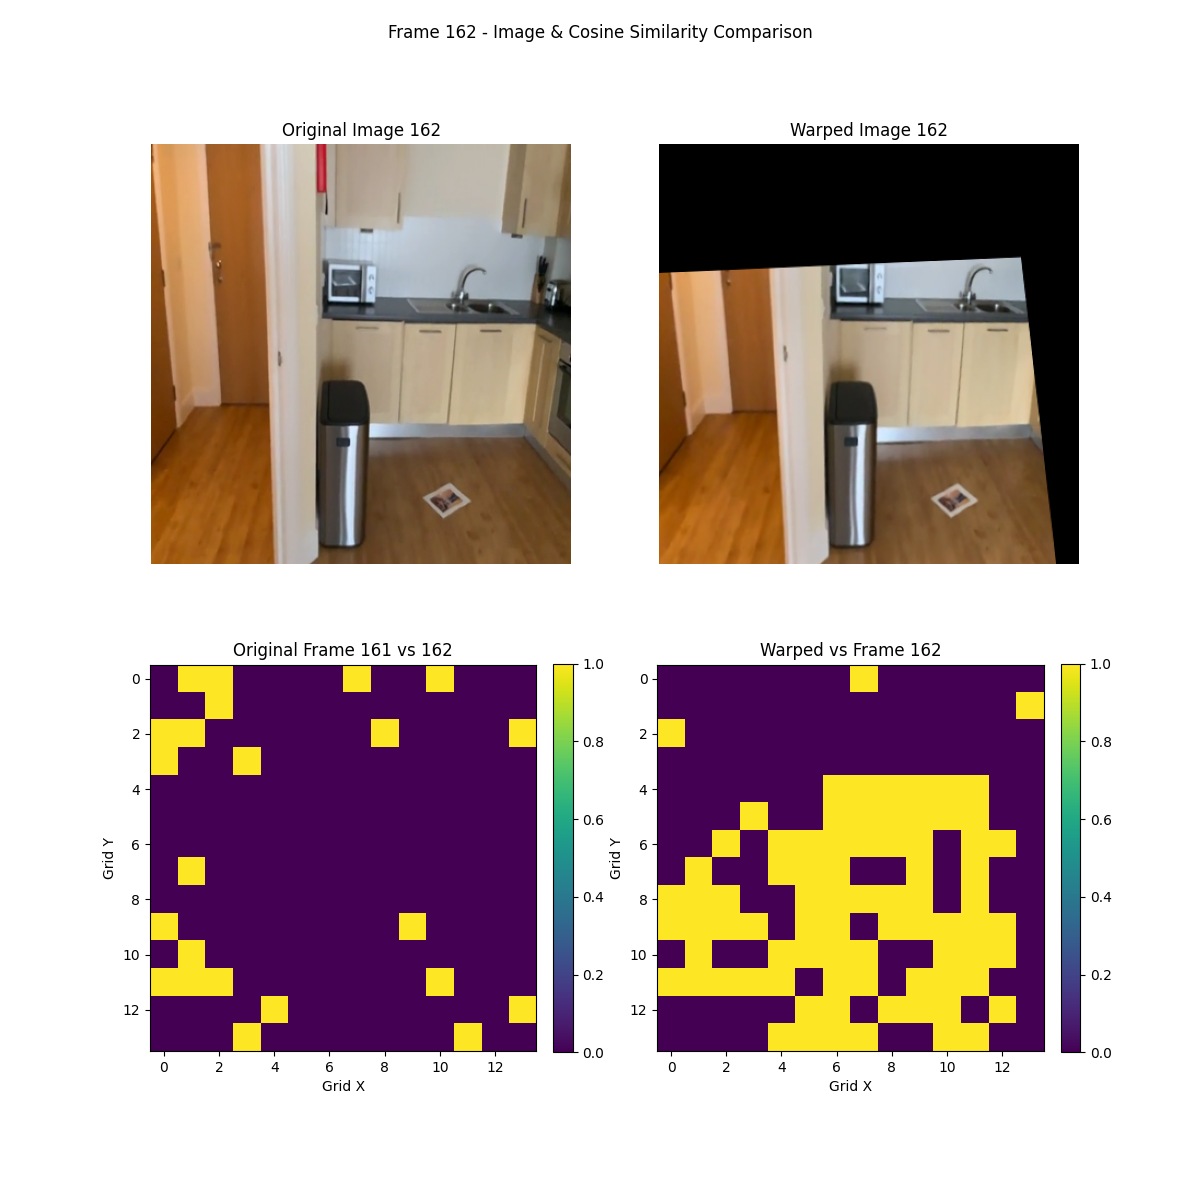 Frame 162 - Image & Cosine Similarity Comparison
Original Image 162
Warped Image 162
Original Frame 161 vs 162
Warped vs Frame 162
0
2
4
6
8
10
12
Grid Y
0 2 4 6 8 10 12
Grid X
1.0
0.8
0.6
0.4
0.2
0.0
0
2
4
6
8
10
12
Grid Y
0 2 4 6 8 10 12
Grid X
1.0
0.8
0.6
0.4
0.2
0.0